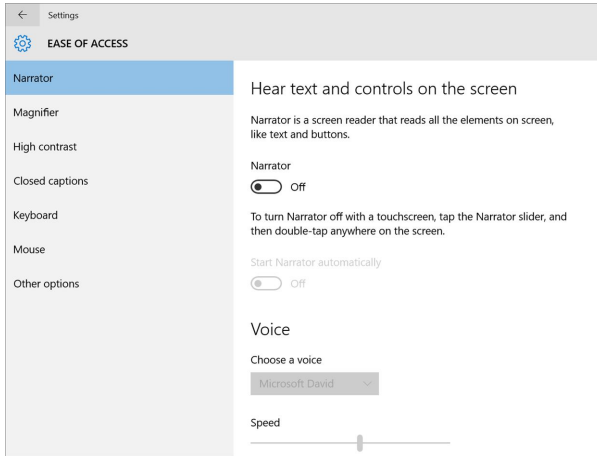 Settings
EASE OF ACCESS
Narrator
Magnifier
High contrast
Closed captions
Keyboard
Mouse
Other options
Hear text and controls on the screen
Narrator is a screen reader that reads all the elements on screen,
like text and buttons.
Narrator
Off
To turn Narrator off with a touchscreen, tap the Narrator slider, and
then double-tap anywhere on the screen.
Start Narrator automatically
Off
Voice
Choose a voice
Microsoft David
Speed